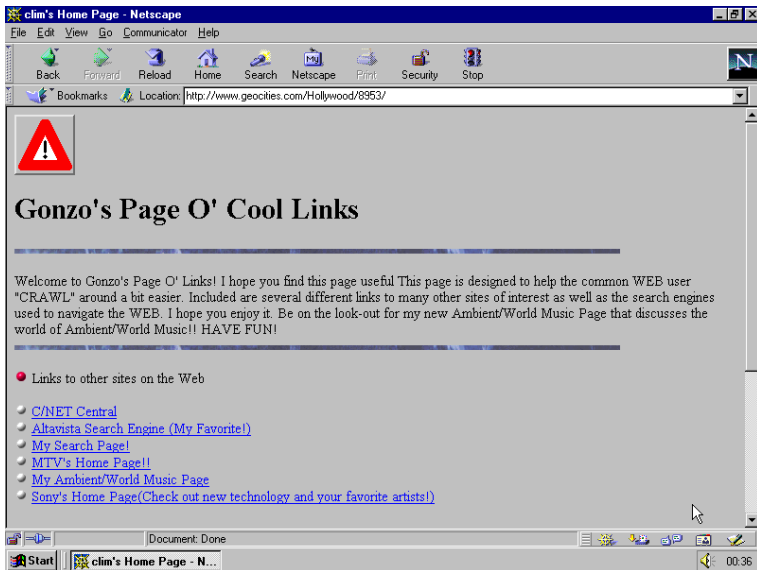 clim's Home Page - Netscape
File Edit View Go Communicator Help
Back Forward Reload Home Search Netscape Print Security Stop
My
N
Bookmarks Location: http://www.geocities.com/Hollywood/8953/
Gonzo's Page O' Cool Links
Welcome to Gonzo's Page O' Links! I hope you find this page useful This page is designed to help the common WEB user
"CRAWL" around a bit easier. Included are several different links to many other sites of interest as well as the search engines
used to navigate the WEB. I hope you enjoy it. Be on the look-out for my new Ambient/World Music Page that discusses the
world of Ambient/World Music!! HAVE FUN!
Links to other sites on the Web
C/NET Central
Altavista Search Engine (My Favorite!)
My Search Page!
MTV's Home Page!!
My Ambient/World Music Page
Sony's Home Page(Check out new technology and your favorite artists!)
Document: Done
Start clim's Home Page - N... 00:36